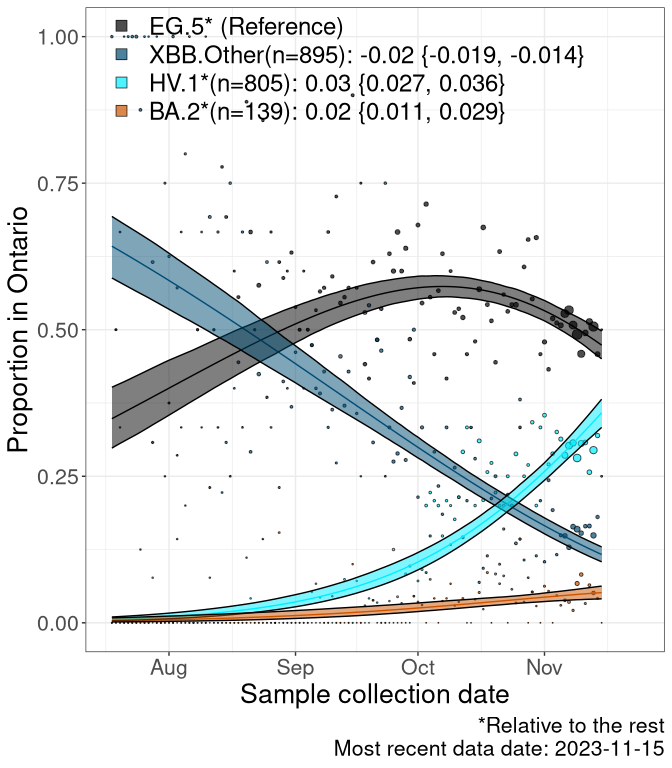 EG.5* (Reference)
XBB.Other(n=895): -0.02 {-0.019, -0.014}
HV.1*(n=805): 0.03 {0.027, 0.036}
BA.2*(n=139): 0.02 {0.011, 0.029}
1.00
0.75
0.50
0.25
0.00
Proportion in Ontario
Aug Sep Oct Nov
Sample collection date
*Relative to the rest
Most recent data date: 2023-11-15